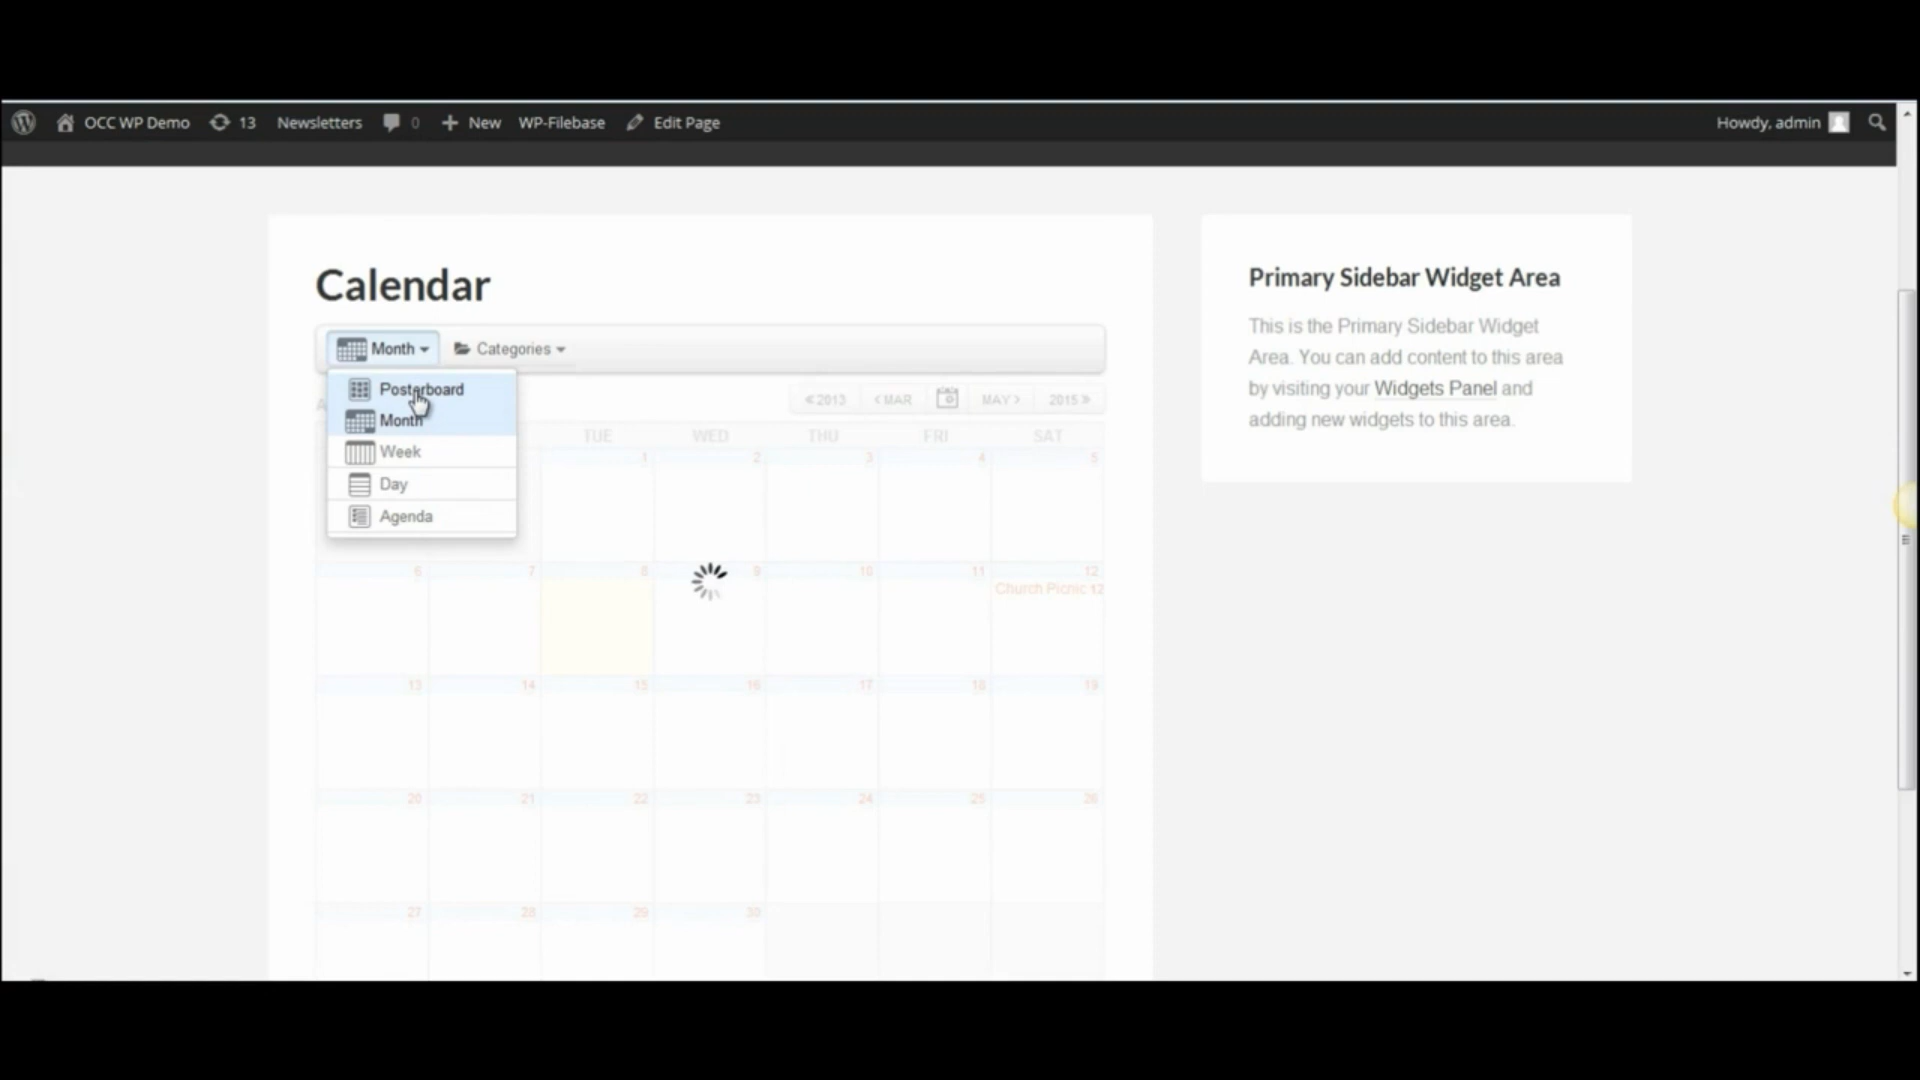 OCC WP Demo 13 Newsletters 0 New WP-Filebase Edit Page Howdy, admin
Calendar
Month Categories
Posterboard
Month
Week
Day
Agenda
2013 MAR MAY 2015
TUE WED THU FRI SAT
1 2 3 4 5
6 7 8 9 10 11 12
Church Picnic 12
13 14 15 16 17 18 19
20 21 22 23 24 25 26
27 28 29 30
Primary Sidebar Widget Area
This is the Primary Sidebar Widget
Area. You can add content to this area
by visiting your Widgets Panel and
adding new widgets to this area.